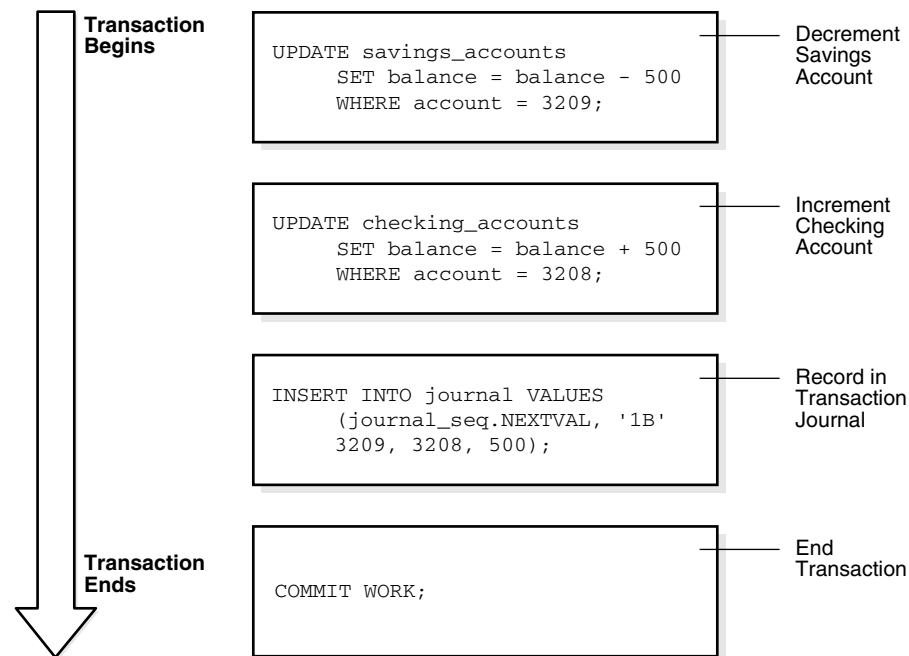 Transaction
Begins
UPDATE savings_accounts
SET balance = balance - 500
WHERE account = 3209;
Decrement
Savings
Account
UPDATE checking_accounts
SET balance = balance + 500
WHERE account = 3208;
Increment
Checking
Account
INSERT INTO journal VALUES
(journal_seq.NEXTVAL, '1B'
3209, 3208, 500);
Record in
Transaction
Journal
Transaction
Ends
COMMIT WORK;
End
Transaction